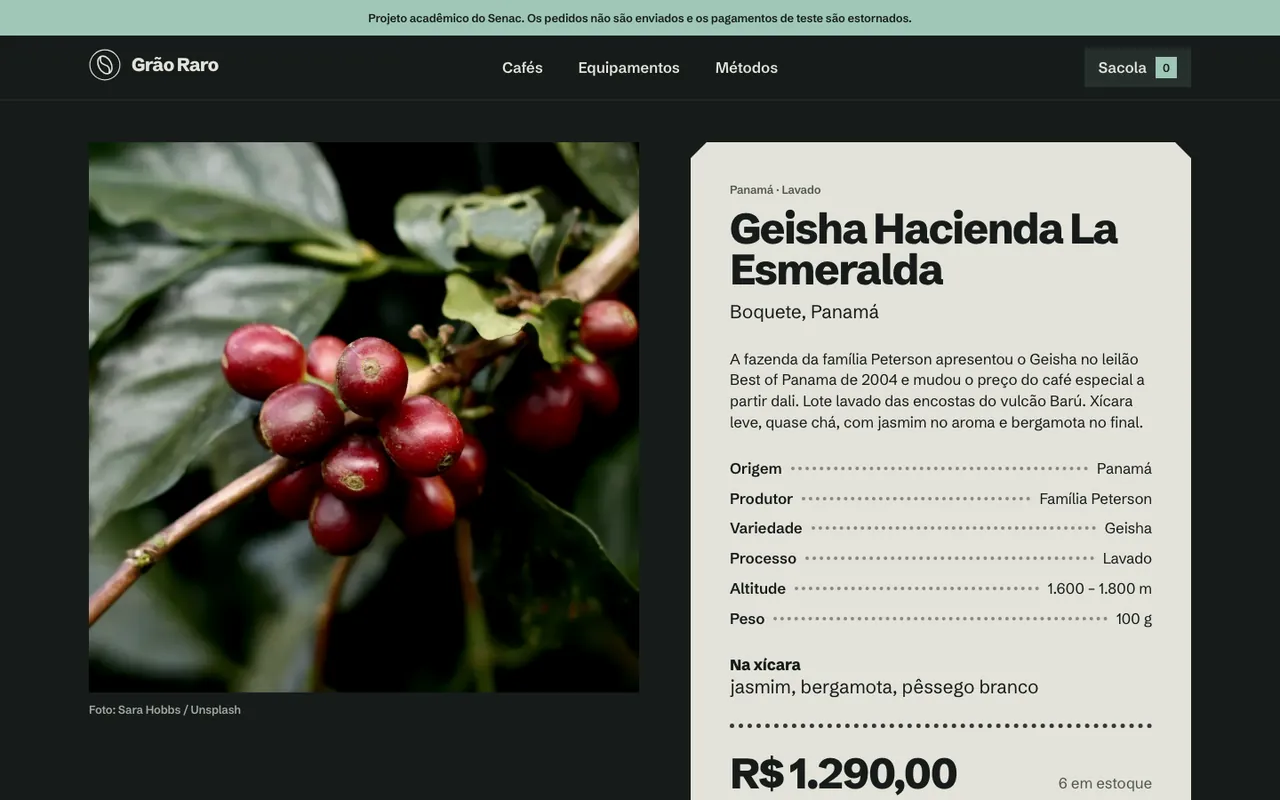 Projeto acadêmico do Senac. Os pedidos não são enviados e os pagamentos de teste são estornados.
Grão Raro
Cafés
Equipamentos
Métodos
Sacola 0
Foto: Sara Hobbs / Unsplash
Panamá · Lavado
Geisha Hacienda La
Esmeralda
Boquete, Panamá
A fazenda da família Peterson apresentou o Geisha no leilão
Best of Panama de 2004 e mudou o preço do café especial a
partir dali. Lote lavado das encostas do vulcão Barú. Xícara
leve, quase chá, com jasmim no aroma e bergamota no final.
Origem Panamá
Produtor Família Peterson
Variedade Geisha
Processo Lavado
Altitude 1.600 – 1.800 m
Peso 100 g
Na xícara
jasmim, bergamota, pêssego branco
R$ 1.290,00
6 em estoque